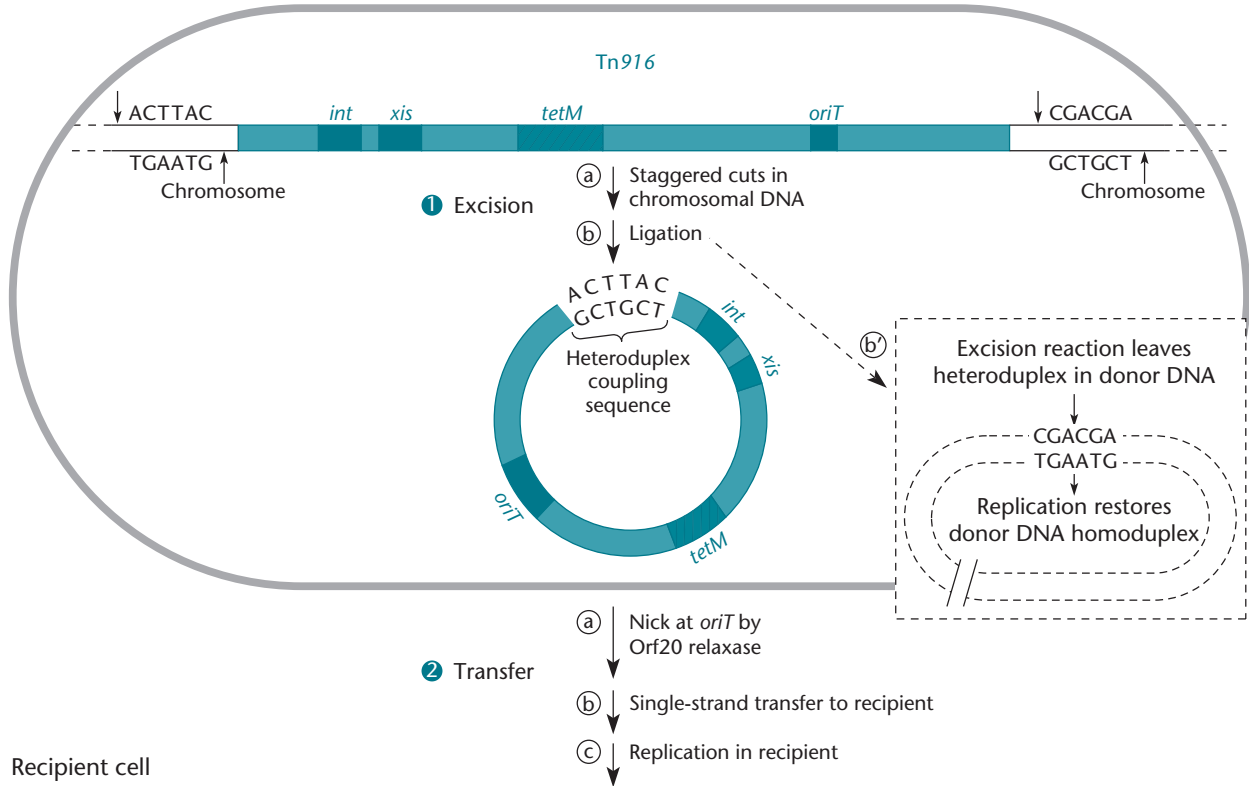 Tn916
ACTTAC
int
xis
tetM
oriT
CGACGA
TGAATG
GCTGCT
Chromosome
Chromosome
1 Excision
a Staggered cuts in
chromosomal DNA
b Ligation
ACTTAC
GCTGCT
Heteroduplex
coupling
sequence
int
xis
oriT
tetM
b′
Excision reaction leaves
heteroduplex in donor DNA
CGACGA
TGAATG
Replication restores
donor DNA homoduplex
2 Transfer
a Nick at oriT by
Orf20 relaxase
b Single-strand transfer to recipient
c Replication in recipient
Recipient cell